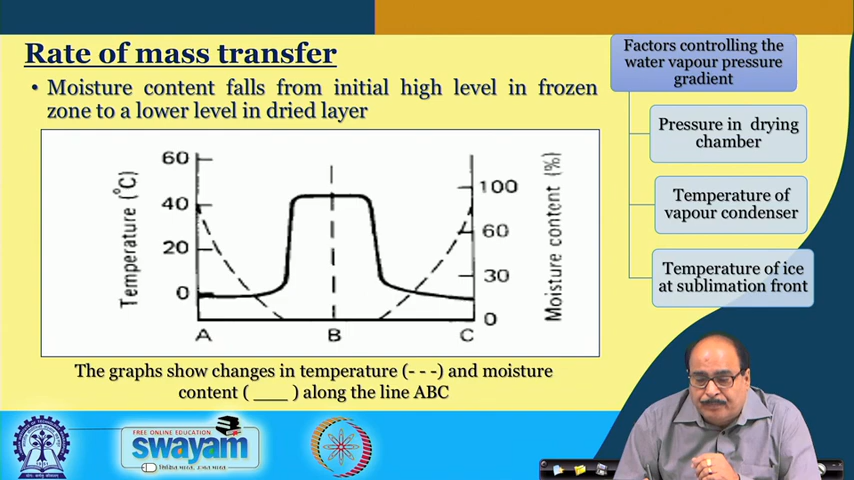 Rate of mass transfer
• Moisture content falls from initial high level in frozen
zone to a lower level in dried layer
Temperature (°C)
60
40
20
0
Moisture content (%)
100
60
30
0
A
B
C
The graphs show changes in temperature (- - -) and moisture
content ( ___ ) along the line ABC
Factors controlling the
water vapour pressure
gradient
Pressure in drying
chamber
Temperature of
vapour condenser
Temperature of ice
at sublimation front
FREE ONLINE EDUCATION
swayam